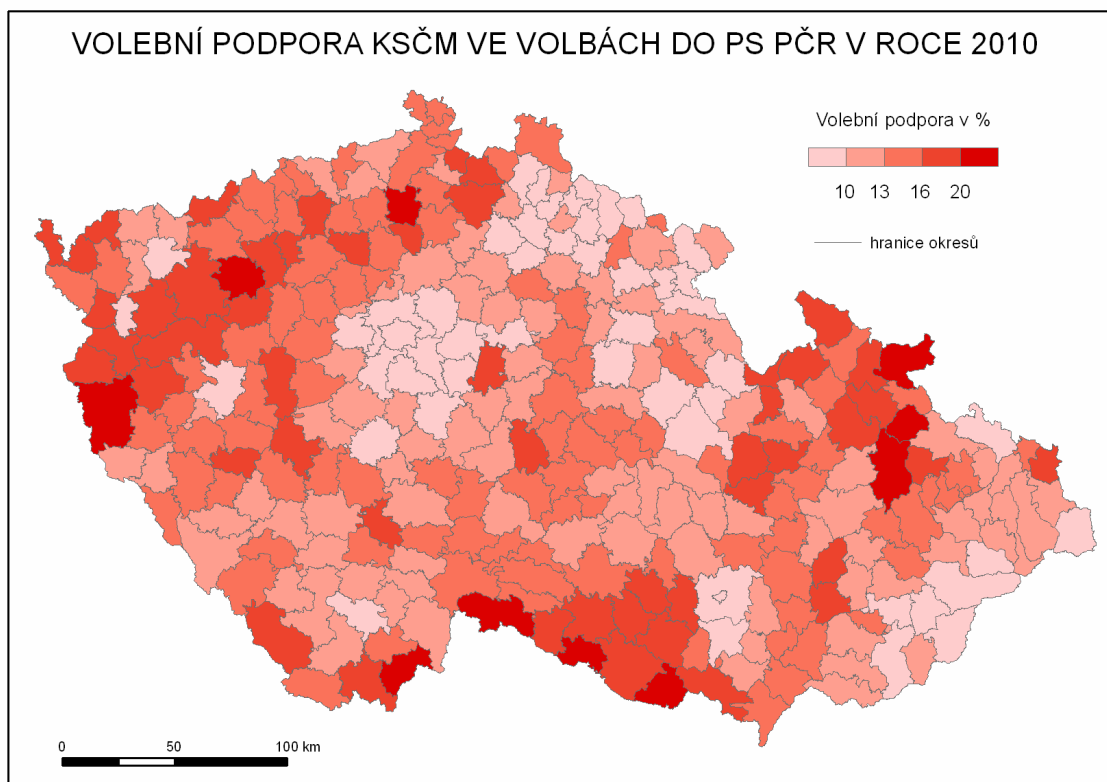 VOLEBNÍ PODPORA KSČM VE VOLBÁCH DO PS PČR V ROCE 2010
Volební podpora v %
10 13 16 20
hranice okresů
0 50 100 km